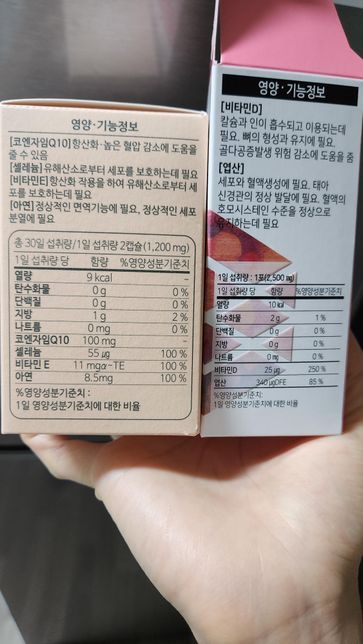 영양·기능정보
[코엔자임Q10]항산화·높은 혈압 감소에 도움을
줄 수 있음
[셀레늄]유해산소로부터 세포를 보호하는데 필요
[비타민E]항산화 작용을 하여 유해산소로부터 세
포를 보호하는데 필요
[아연]정상적인 면역기능에 필요, 정상적인 세포
분열에 필요
총 30일 섭취량/1일 섭취량 2캡슐(1,200 mg)
1일 섭취량 당 함량 %영양성분기준치
열량 9 kcal
탄수화물 0 g 0 %
단백질 0 g 0 %
지방 1 g 2 %
나트륨 0 mg 0 %
코엔자임Q10 100 mg -
셀레늄 55 μg 100 %
비타민 E 11 mgα-TE 100 %
아연 8.5mg 100 %
%영양성분기준치 :
1일 영양성분기준치에 대한 비율
영양·기능정보
[비타민D]
칼슘과 인이 흡수되고 이용되는데
필요. 뼈의 형성과 유지에 필요.
골다공증발생 위험 감소에 도움을 줌
[엽산]
세포와 혈액생성에 필요. 태아
신경관의 정상 발달에 필요. 혈액의
호모시스테인 수준을 정상으로
유지하는데 필요
1일 섭취량 : 1포(2,500 mg)
1일 섭취량 당 함량 %영양성분기준치
열량 10 kcal
탄수화물 2 g 1 %
단백질 0 g 0 %
지방 0 g 0 %
나트륨 0 mg 0 %
비타민D 25 μg 250 %
엽산 340 μgDFE 85 %
%영양성분기준치:
1일 영양성분기준치에 대한 비율